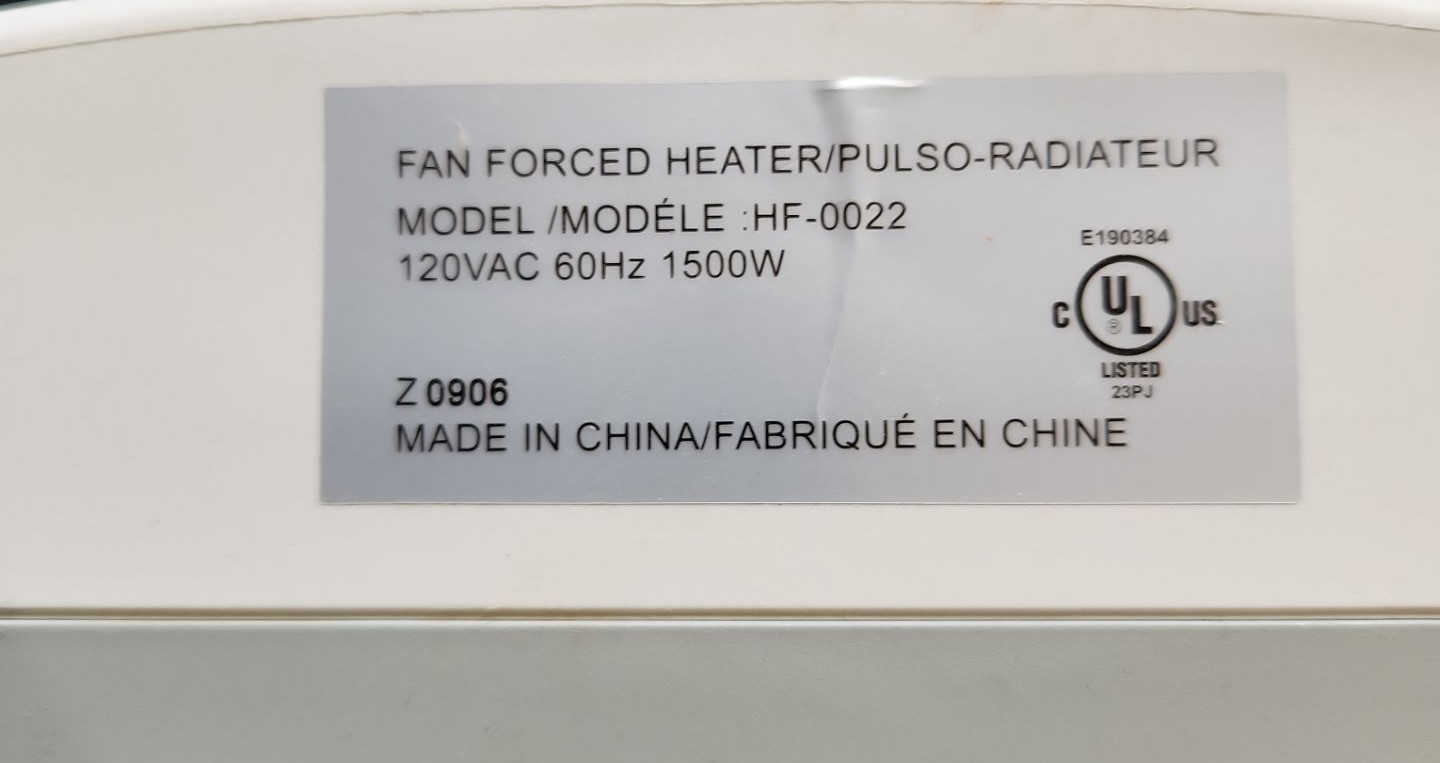 FAN FORCED HEATER/PULSO-RADIATEUR
MODEL /MODÉLE :HF-0022
120VAC 60Hz 1500W
E190384
C UL® US
LISTED
23PJ
Z 0906
MADE IN CHINA/FABRIQUÉ EN CHINE